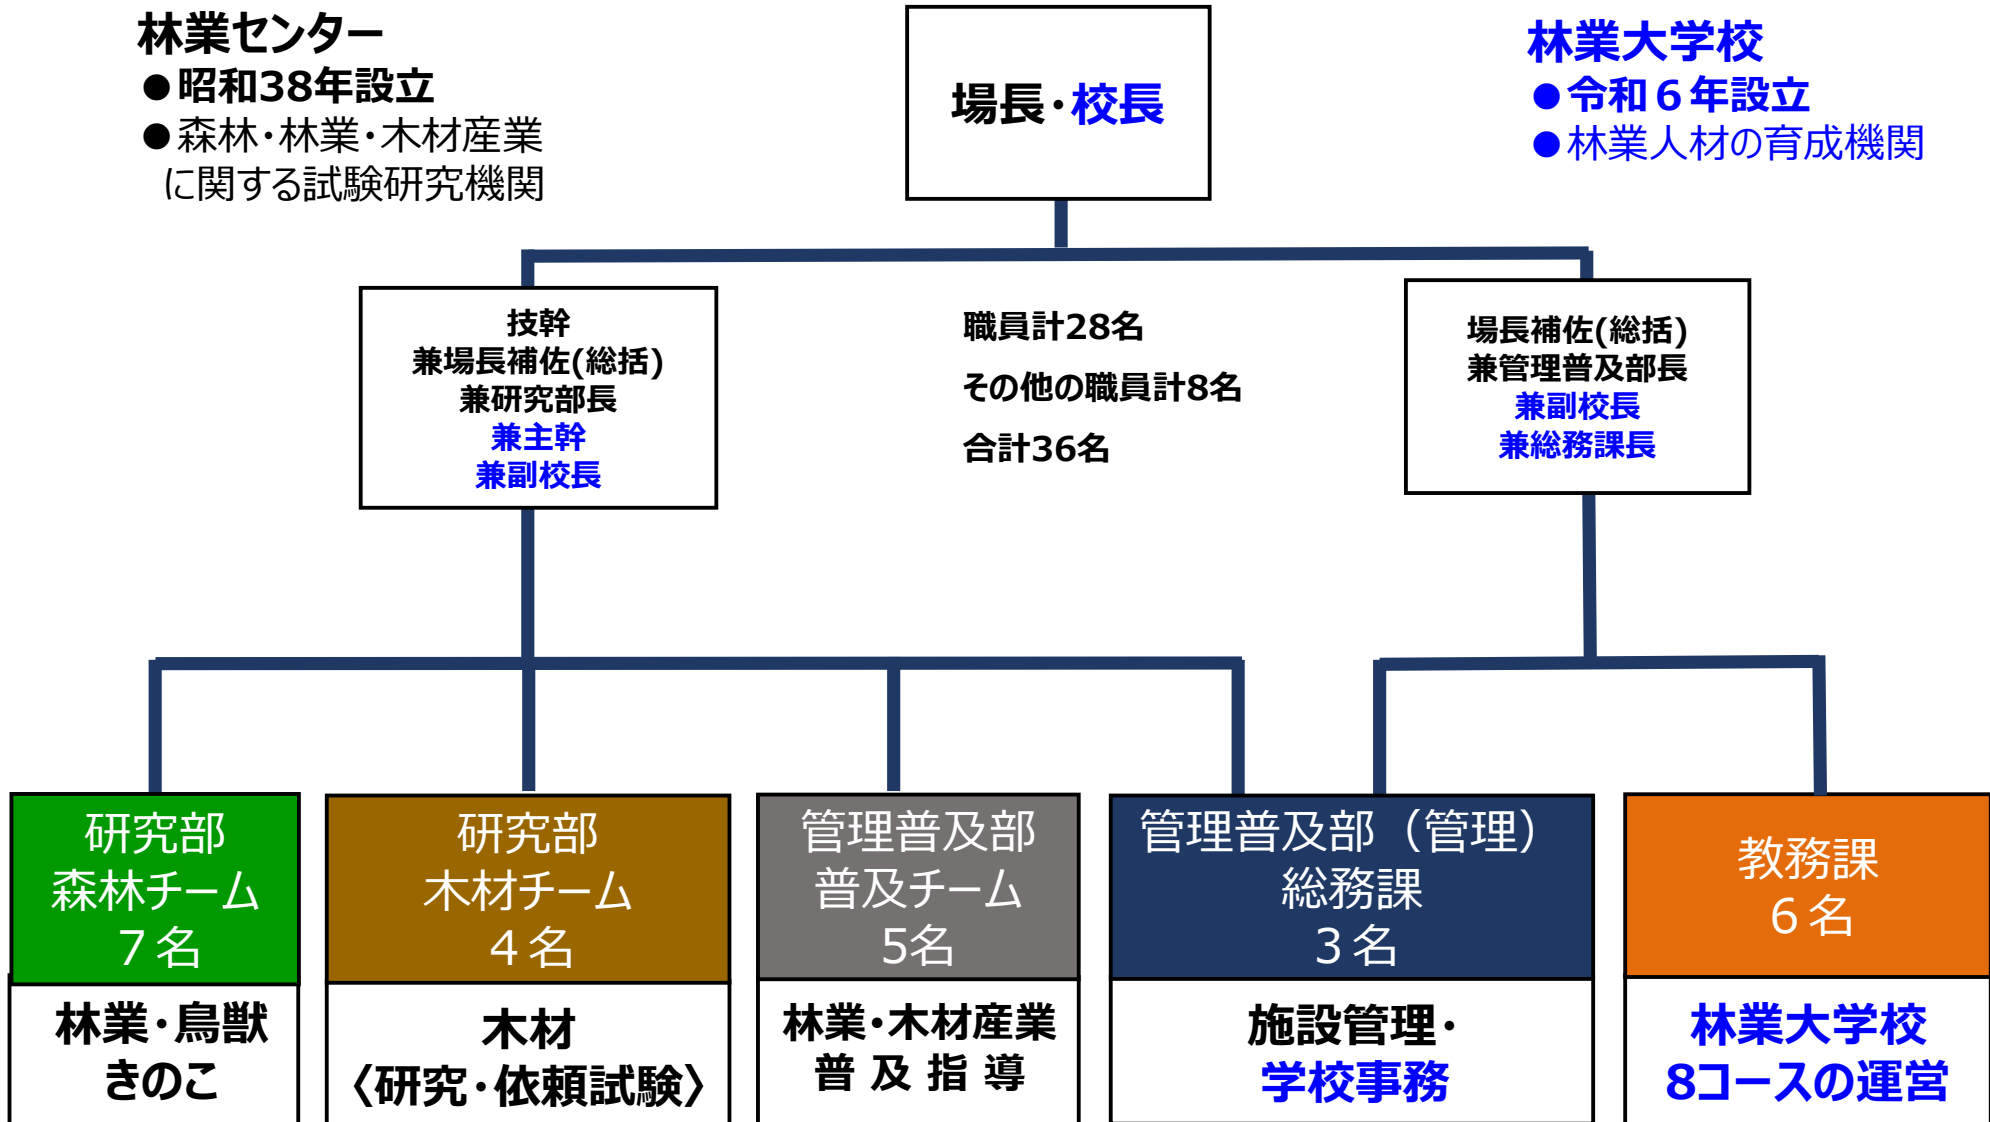 林業センター
●昭和38年設立
●森林・林業・木材産業
に関する試験研究機関
場長・校長
林業大学校
●令和６年設立
●林業人材の育成機関
技幹
兼場長補佐(総括)
兼研究部長
兼主幹
兼副校長
職員計28名
その他の職員計8名
合計36名
場長補佐(総括)
兼管理普及部長
兼副校長
兼総務課長
研究部
森林チーム
７名
林業・鳥獣
きのこ
研究部
木材チーム
４名
木材
〈研究・依頼試験〉
管理普及部
普及チーム
5名
林業・木材産業
普 及 指 導
管理普及部（管理）
総務課
３名
施設管理・
学校事務
教務課
６名
林業大学校
8コースの運営